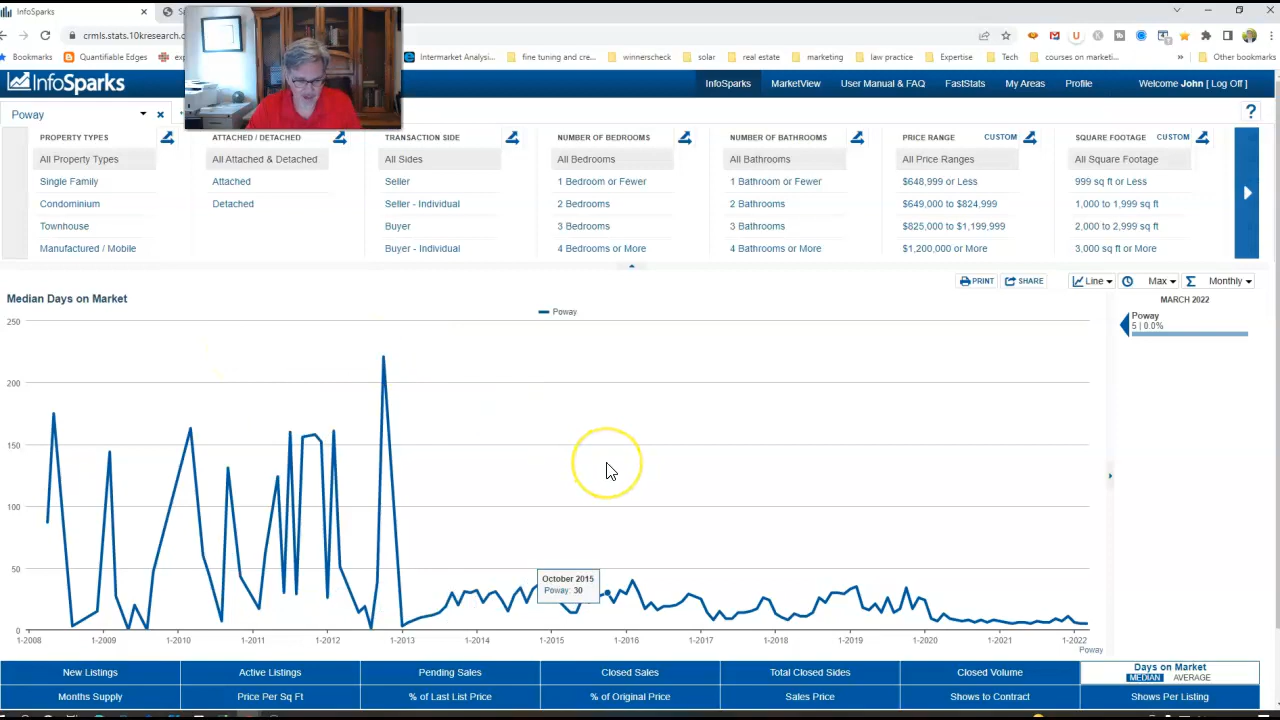 InfoSparks
crmls.stats.10kresearch.c
Bookmarks
Quantifiable Edges
Intermarket Analysi...
fine tuning and cre...
winnerscheck
solar
real estate
marketing
law practice
Expertise
Tech
courses on marketi...
»
Other bookmarks
InfoSparks
InfoSparks
MarketView
User Manual & FAQ
FastStats
My Areas
Profile
Welcome John [ Log Off ]
Poway
?
PROPERTY TYPES
All Property Types
Single Family
Condominium
Townhouse
Manufactured / Mobile
ATTACHED / DETACHED
All Attached & Detached
Attached
Detached
TRANSACTION SIDE
All Sides
Seller
Seller - Individual
Buyer
Buyer - Individual
NUMBER OF BEDROOMS
All Bedrooms
1 Bedroom or Fewer
2 Bedrooms
3 Bedrooms
4 Bedrooms or More
NUMBER OF BATHROOMS
All Bathrooms
1 Bathroom or Fewer
2 Bathrooms
3 Bathrooms
4 Bathrooms or More
PRICE RANGE CUSTOM
All Price Ranges
$648,999 or Less
$649,000 to $824,999
$825,000 to $1,199,999
$1,200,000 or More
SQUARE FOOTAGE CUSTOM
All Square Footage
999 sq ft or Less
1,000 to 1,999 sq ft
2,000 to 2,999 sq ft
3,000 sq ft or More
PRINT
SHARE
Line
Max
Σ Monthly
Median Days on Market
Poway
MARCH 2022
Poway
5 | 0.0%
250
200
150
100
50
0
October 2015
Poway: 30
1-2008 1-2009 1-2010 1-2011 1-2012 1-2013 1-2014 1-2015 1-2016 1-2017 1-2018 1-2019 1-2020 1-2021 1-2022
Poway
New Listings
Active Listings
Pending Sales
Closed Sales
Total Closed Sides
Closed Volume
Days on Market
MEDIAN AVERAGE
Months Supply
Price Per Sq Ft
% of Last List Price
% of Original Price
Sales Price
Shows to Contract
Shows Per Listing